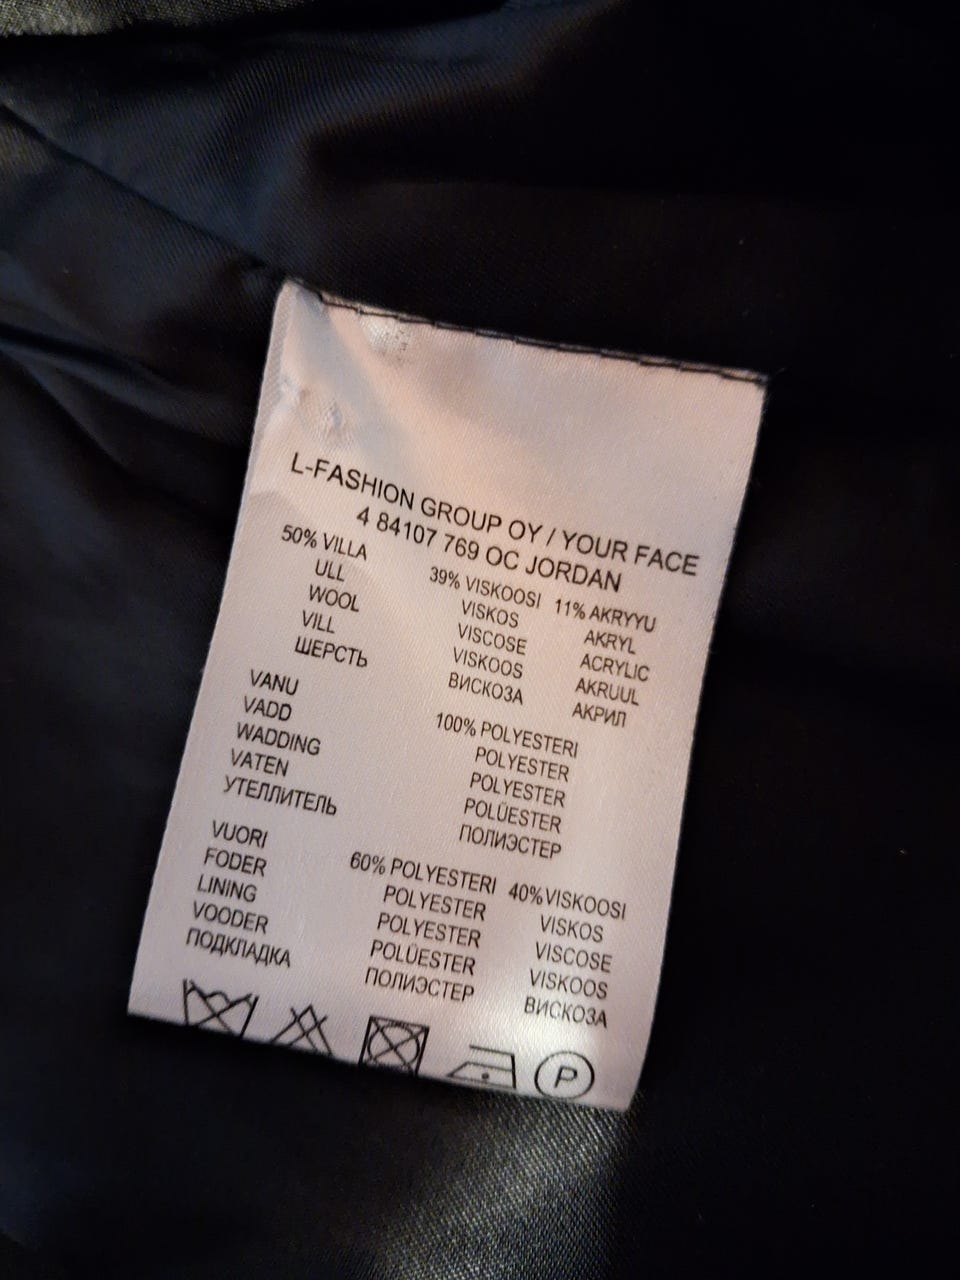 L-FASHION GROUP OY / YOUR FACE
4 84107 769 OC JORDAN
50% VILLA 39% VISKOOSI 11% AKRYYU
ULL VISKOS AKRYL
WOOL VISCOSE ACRYLIC
VILL VISKOOS AKRUUL
ШЕРСТЬ ВИСКОЗА АКРИЛ
VANU 100% POLYESTERI
VADD POLYESTER
WADDING POLYESTER
VATEN POLÜESTER
УТЕЛЛИТЕЛЬ ПОЛИЭСТЕР
VUORI 60% POLYESTERI 40%VISKOOSI
FODER POLYESTER VISKOS
LINING POLYESTER VISCOSE
VOODER POLÜESTER VISKOOS
ПОДКЛАДКА ПОЛИЭСТЕР ВИСКОЗА
P